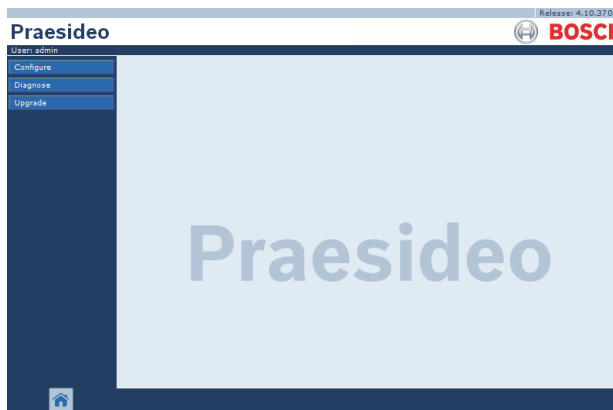 Release: 4.10.370
Praesideo
BOSCH
User: admin
Configure
Diagnose
Upgrade
Praesideo